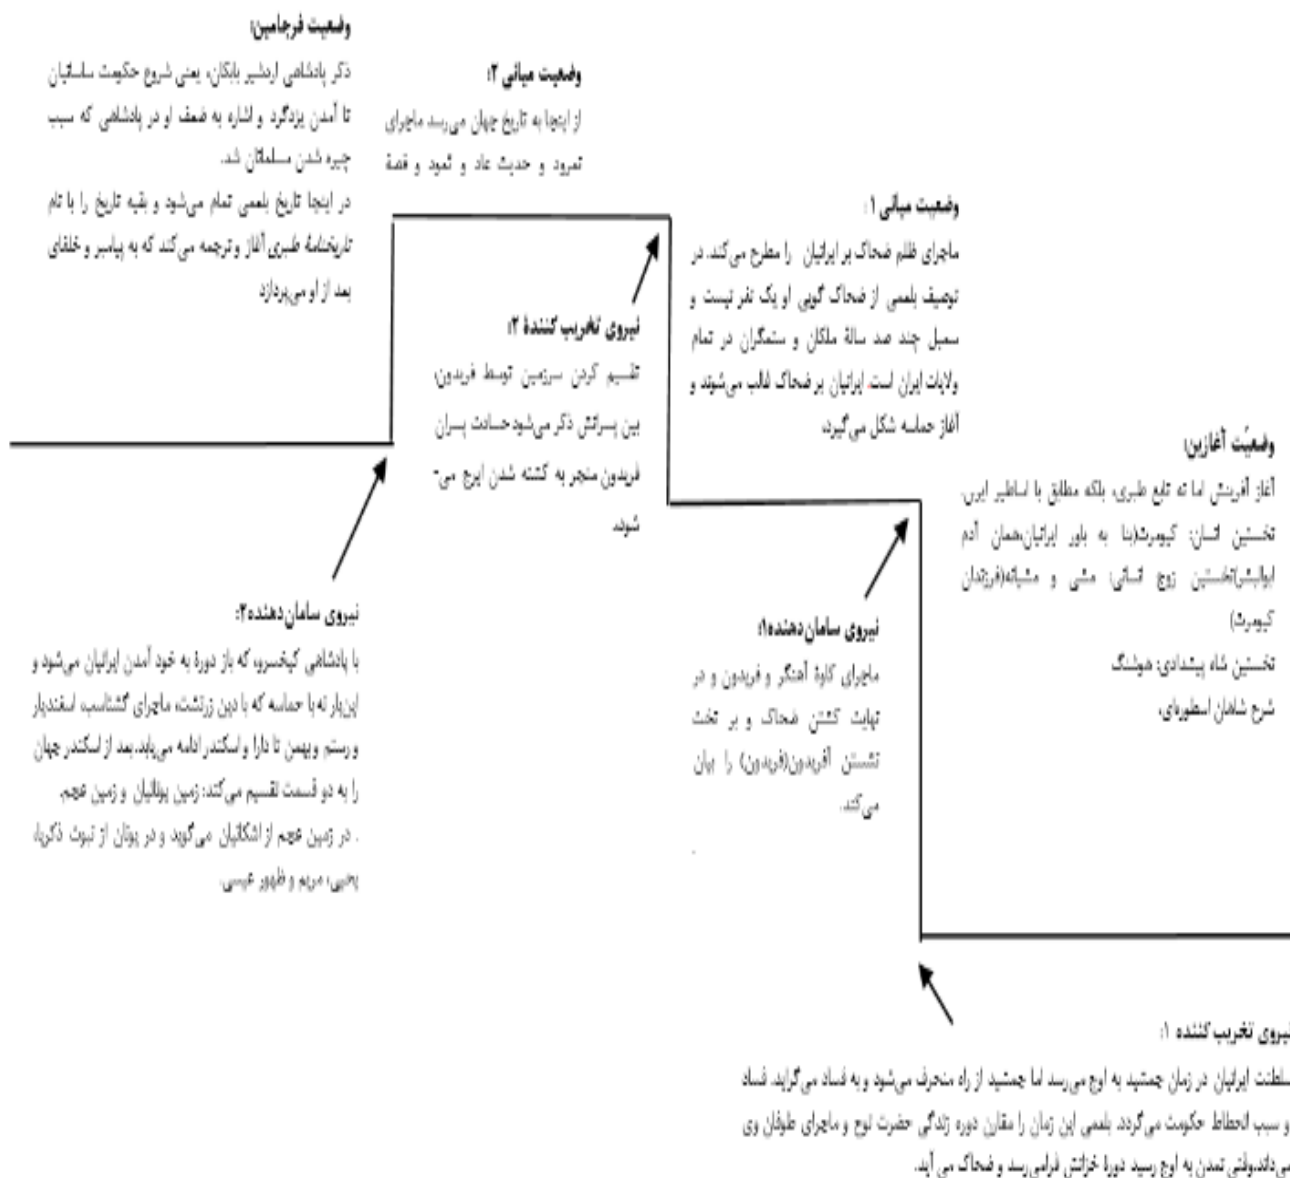 وضعیت آغازین:
آغاز آفرینش اما نه تابع طبری، بلکه مطابق با اساطیر ایرن.
نخستین انسان: کیومرث(بنا به باور ایرانیان،همان آدم
ابوالبشر)نخستین زوج انسانی: مشی و مشیانه(فرزندان
کیومرث)
نخستین شاه پیشدادی: هوشنگ
شرح شاهان اسطوره‌ای.
نیروی تخریب کننده ۱:
سلطنت ایرانیان در زمان جمشید به اوج می‌رسد اما جمشید از راه منحرف می‌شود و به فساد می‌گراید. فساد
و سبب انحطاط حکومت می‌گردد. بلعمی این زمان را مقارن دوره زندگی حضرت نوح و ماجرای طوفان وی
می‌داند.وقتی تمدن به اوج رسید دورۀ خزانش فرامی‌رسد و ضحاک می آید.
وضعیت میانی ۱:
ماجرای ظلم ضحاک بر ایرانیان را مطرح می‌کند. در
توصیف بلعمی از ضحاک گویی او یک نفر نیست و
سمبل چند صد سالۀ ملکان و ستمگران در تمام
ولایات ایران است. ایرانیان بر ضحاک غالب می‌شوند و
آغاز حماسه شکل می‌گیرد.
نیروی سامان‌دهنده۱:
ماجرای کاوۀ آهنگر و فریدون و در
نهایت کشتن ضحاک و بر تخت
نشستن آفریدون(فریدون) را بیان
می‌کند.
وضعیت میانی ۲:
از اینجا به تاریخ جهان می‌رسد ماجرای
نمرود و حدیث عاد و ثمود و قصۀ
نیروی تخریب کنندۀ ۲:
تقسیم کردن سرزمین توسط فریدون،
بین پسرانش ذکر می‌شود حسادت پسران
فریدون منجر به کشته شدن ایرج می-
شود.
نیروی سامان‌دهنده۲:
با پادشاهی کیخسرو، که باز دورۀ به خود آمدن ایرانیان می‌شود و
این‌بار نه با حماسه که با دین زرتشت، ماجرای گشتاسب، اسفندیار
و رستم و بهمن تا دارا و اسکندر ادامه می‌یابد.بعد از اسکندر جهان
را به دو قسمت تقسیم می‌کند: زمین یونانیان و زمین عجم.
. در زمین عجم از اشکانیان می‌گوید و در یونان از نبوت ذکریا،
یحیی، مریم و ظهور عیسی.
وضعیت فرجامین:
ذکر پادشاهی اردشیر بابکان، یعنی شروع حکومت ساسانیان
تا آمدن یزدگرد و اشاره به ضعف او در پادشاهی که سبب
چیره شدن مسلمانان شد.
در اینجا تاریخ بلعمی تمام می‌شود و بقیه تاریخ را با نام
تاریخنامۀ طبری آغاز و ترجمه می‌کند که به پیامبر و خلفای
بعد از او می‌پردازد